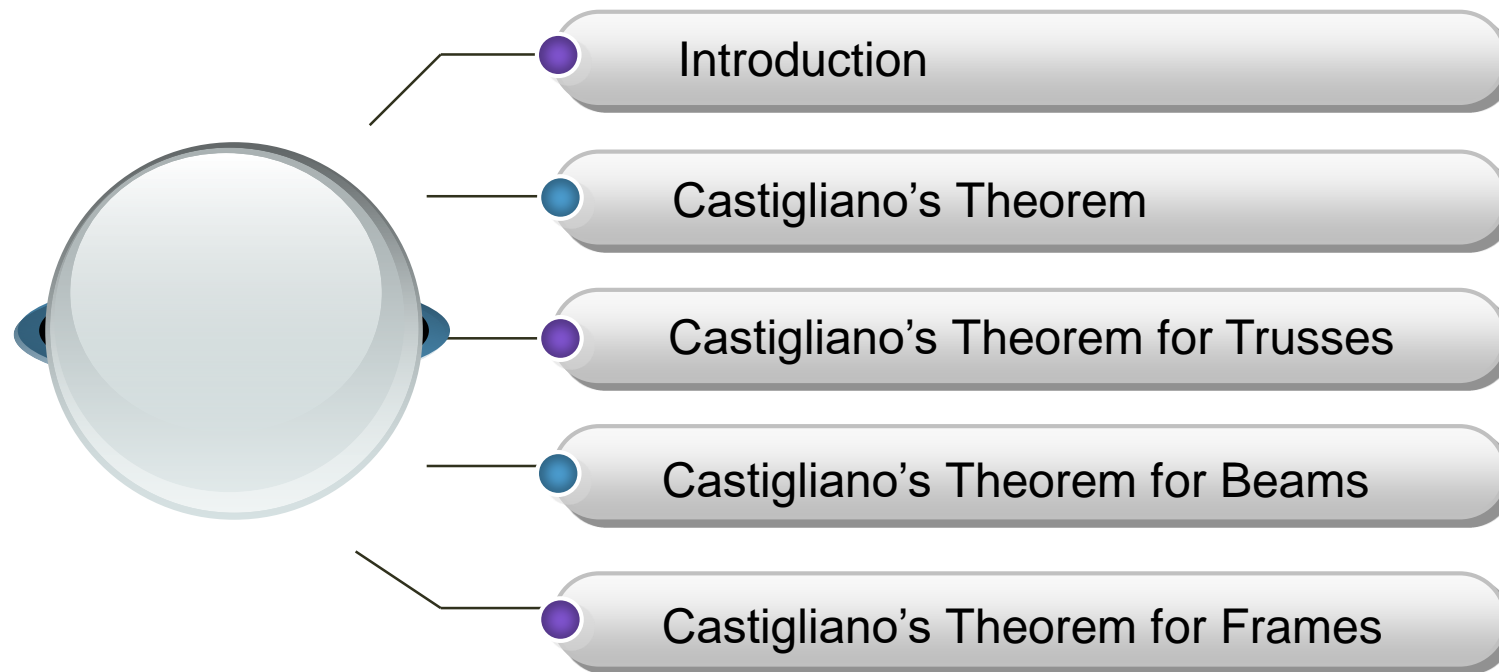 Introduction
Castigliano’s Theorem
Castigliano’s Theorem for Trusses
Castigliano’s Theorem for Beams
Castigliano’s Theorem for Frames